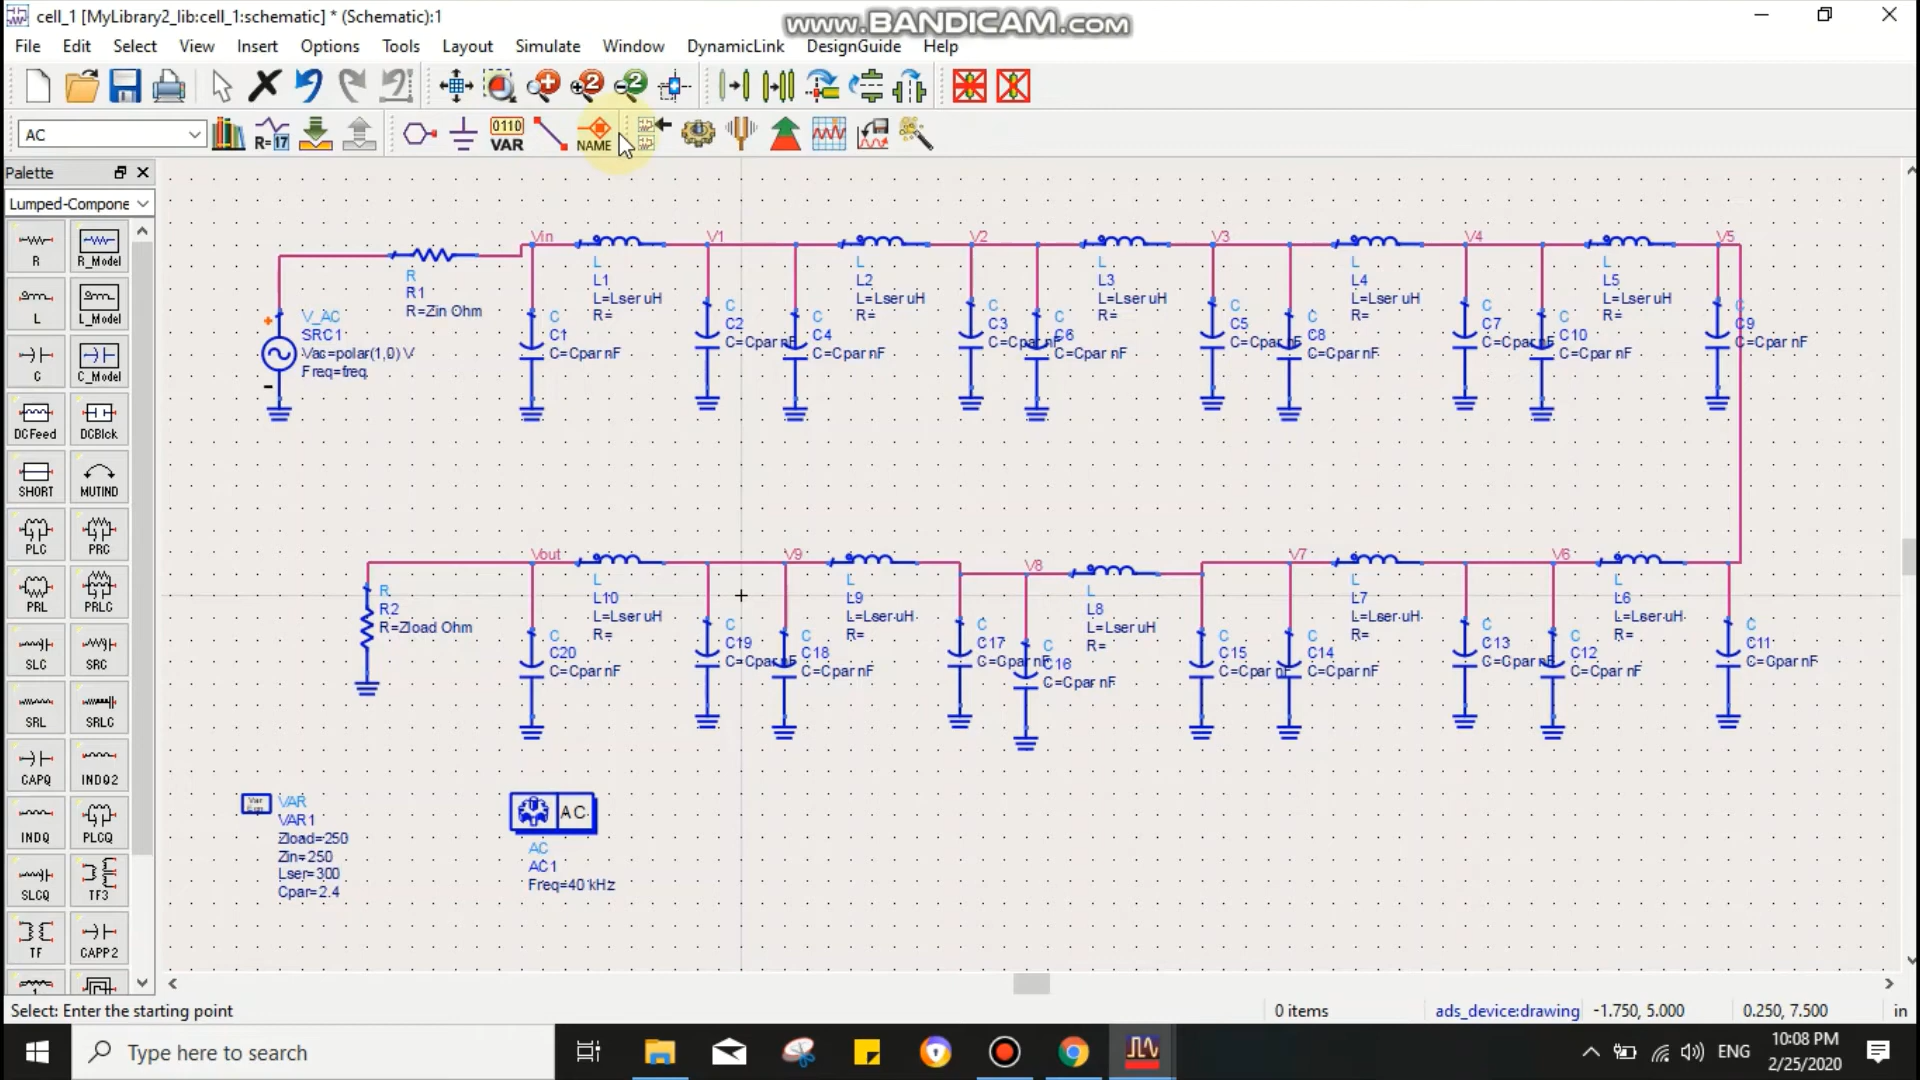 cell_1 [MyLibrary2_lib:cell_1:schematic] * (Schematic):1
www.BANDICAM.com
File Edit Select View Insert Options Tools Layout Simulate Window DynamicLink DesignGuide Help
AC
R=17
0110
VAR
NAME
Palette
Lumped-Compone
R R_Model
L L_Model
C C_Model
DCFeed DCBlck
SHORT MUTIND
PLC PRC
PRL PRLC
SLC SRC
SRL SRLC
CAPQ INDQ2
INDQ PLCQ
SLCQ TF3
TF CAPP2
Vin V1 V2 V3 V4 V5
R
R1
R=Zin Ohm
V_AC
SRC1
Vac=polar(1,0) V
Freq=freq
L
L1
L=Lser uH
R=
L
L2
L=Lser uH
R=
L
L3
L=Lser uH
R=
L
L4
L=Lser uH
R=
L
L5
L=Lser uH
R=
C
C1
C=Cpar nF
C
C2
C=Cpar nF
C
C4
C=Cpar nF
C
C3
C=Cpar nF
C
C6
C=Cpar nF
C
C5
C=Cpar nF
C
C8
C=Cpar nF
C
C7
C=Cpar nF
C
C10
C=Cpar nF
C
C9
C=Cpar nF
Vout V9 V8 V7 V6
R
R2
R=Zload Ohm
L
L10
L=Lser uH
R=
L
L9
L=Lser uH
R=
L
L8
L=Lser uH
R=
L
L7
L=Lser uH
R=
L
L6
L=Lser uH
R=
C
C20
C=Cpar nF
C
C19
C=Cpar nF
C
C18
C=Cpar nF
C
C17
C=Cpar nF
C
C16
C=Cpar nF
C
C15
C=Cpar nF
C
C14
C=Cpar nF
C
C13
C=Cpar nF
C
C12
C=Cpar nF
C
C11
C=Cpar nF
VAR
VAR1
Zload=250
Zin=250
Lser=300
Cpar=2.4
AC
AC
AC1
Freq=40 kHz
Select: Enter the starting point
0 items
ads_device:drawing
-1.750, 5.000
0.250, 7.500
in
Type here to search
ENG
10:08 PM
2/25/2020